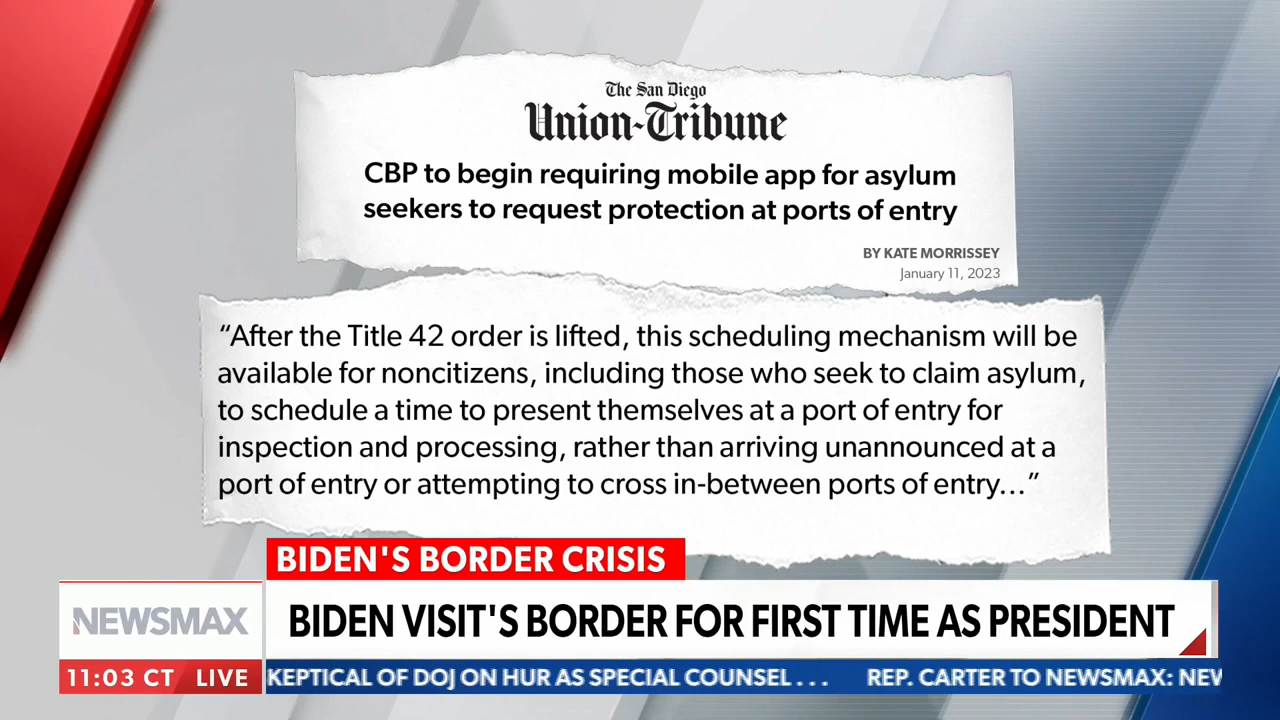 The San Diego
Union-Tribune
CBP to begin requiring mobile app for asylum
seekers to request protection at ports of entry
BY KATE MORRISSEY
January 11, 2023
“After the Title 42 order is lifted, this scheduling mechanism will be
available for noncitizens, including those who seek to claim asylum,
to schedule a time to present themselves at a port of entry for
inspection and processing, rather than arriving unannounced at a
port of entry or attempting to cross in-between ports of entry...”
BIDEN'S BORDER CRISIS
NEWSMAX
BIDEN VISIT'S BORDER FOR FIRST TIME AS PRESIDENT
11:03 CT LIVE
KEPTICAL OF DOJ ON HUR AS SPECIAL COUNSEL . . . REP. CARTER TO NEWSMAX: NEW